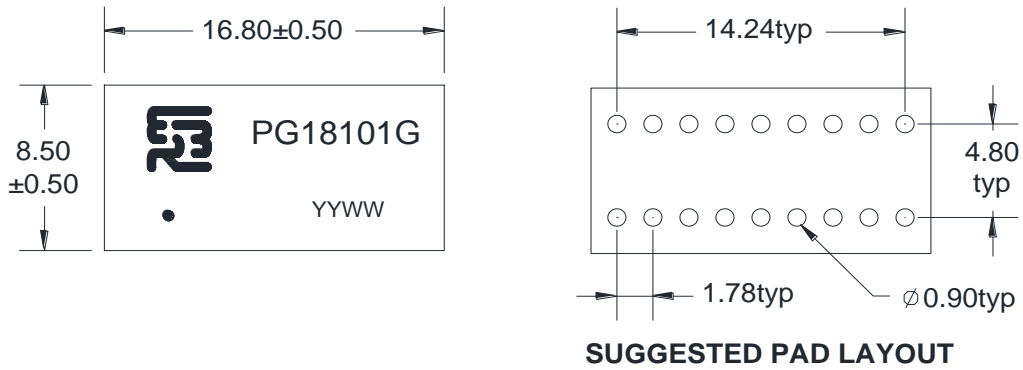 16.80±0.50
8.50
±0.50
PG18101G
YYWW
14.24typ
4.80
typ
1.78typ
⌀0.90typ
SUGGESTED PAD LAYOUT